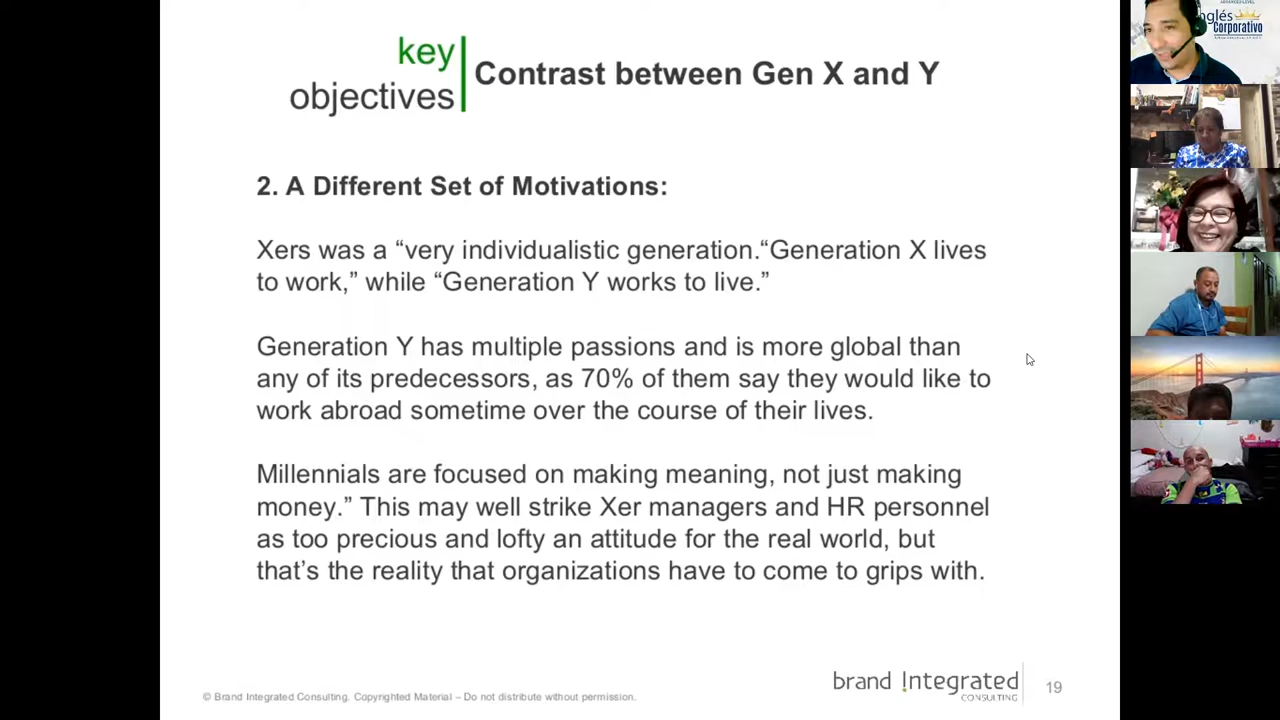 key
objectives
Contrast between Gen X and Y
2. A Different Set of Motivations:
Xers was a “very individualistic generation.“Generation X lives
to work,” while “Generation Y works to live.”
Generation Y has multiple passions and is more global than
any of its predecessors, as 70% of them say they would like to
work abroad sometime over the course of their lives.
Millennials are focused on making meaning, not just making
money.” This may well strike Xer managers and HR personnel
as too precious and lofty an attitude for the real world, but
that’s the reality that organizations have to come to grips with.
© Brand Integrated Consulting. Copyrighted Material – Do not distribute without permission.
brand !ntegrated
CONSULTING
19
Corporativo